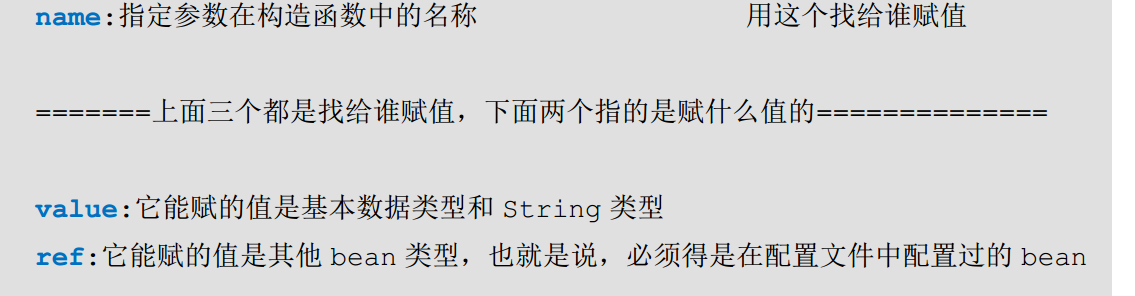 name:指定参数在构造函数中的名称 用这个找给谁赋值
=======上面三个都是找给谁赋值，下面两个指的是赋什么值的==============
value:它能赋的值是基本数据类型和 String 类型
ref:它能赋的值是其他 bean 类型，也就是说，必须得是在配置文件中配置过的 bean